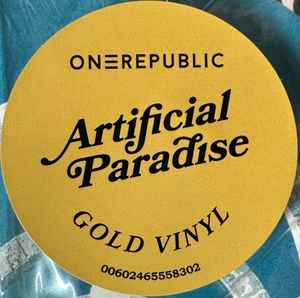 ONEREPUBLIC
Artificial
Paradise
GOLD VINYL
00602465558302